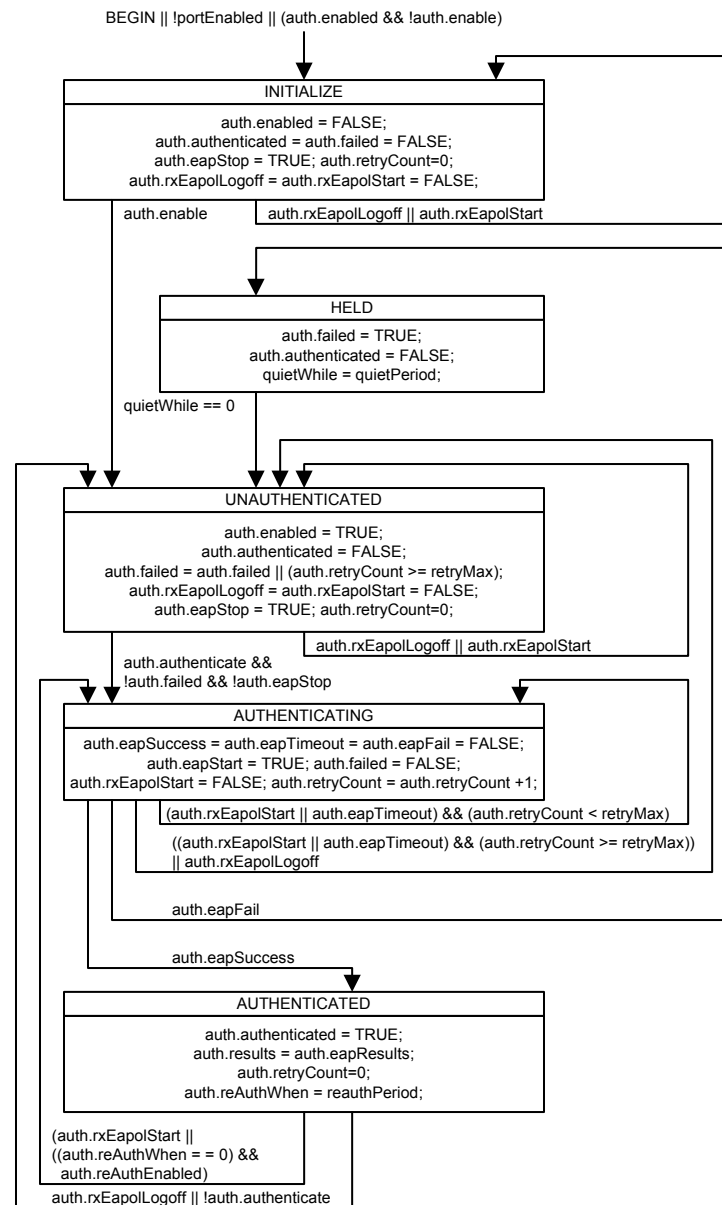 BEGIN || !portEnabled || (auth.enabled && !auth.enable)
INITIALIZE
auth.enabled = FALSE;
auth.authenticated = auth.failed = FALSE;
auth.eapStop = TRUE; auth.retryCount=0;
auth.rxEapolLogoff = auth.rxEapolStart = FALSE;
auth.enable
auth.rxEapolLogoff || auth.rxEapolStart
HELD
auth.failed = TRUE;
auth.authenticated = FALSE;
quietWhile = quietPeriod;
quietWhile == 0
UNAUTHENTICATED
auth.enabled = TRUE;
auth.authenticated = FALSE;
auth.failed = auth.failed || (auth.retryCount >= retryMax);
auth.rxEapolLogoff = auth.rxEapolStart = FALSE;
auth.eapStop = TRUE; auth.retryCount=0;
auth.rxEapolLogoff || auth.rxEapolStart
auth.authenticate &&
!auth.failed && !auth.eapStop
AUTHENTICATING
auth.eapSuccess = auth.eapTimeout = auth.eapFail = FALSE;
auth.eapStart = TRUE; auth.failed = FALSE;
auth.rxEapolStart = FALSE; auth.retryCount = auth.retryCount +1;
(auth.rxEapolStart || auth.eapTimeout) && (auth.retryCount < retryMax)
((auth.rxEapolStart || auth.eapTimeout) && (auth.retryCount >= retryMax))
|| auth.rxEapolLogoff
auth.eapFail
auth.eapSuccess
AUTHENTICATED
auth.authenticated = TRUE;
auth.results = auth.eapResults;
auth.retryCount=0;
auth.reAuthWhen = reauthPeriod;
(auth.rxEapolStart ||
((auth.reAuthWhen = = 0) &&
auth.reAuthEnabled)
auth.rxEapolLogoff || !auth.authenticate